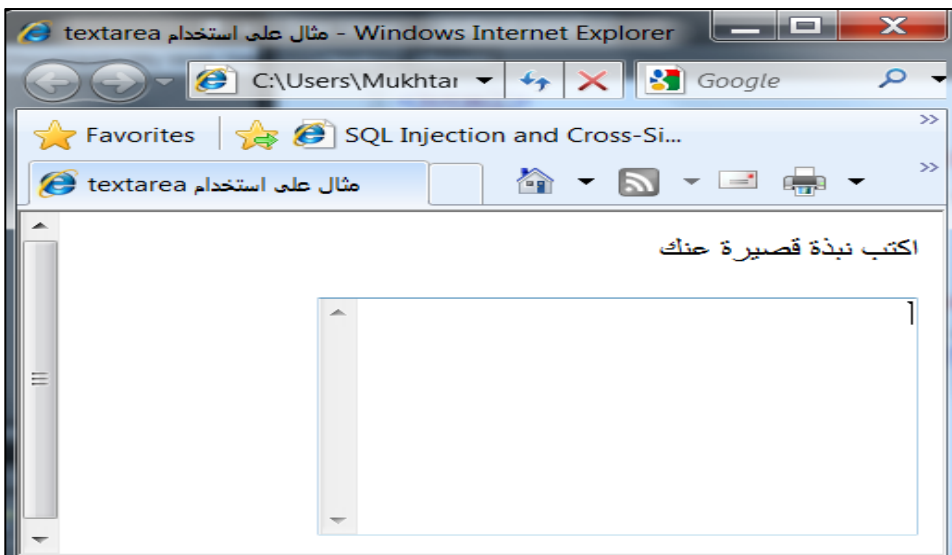 مثال على استخدام textarea - Windows Internet Explorer
C:\Users\Mukhtar
Google
Favorites
SQL Injection and Cross-Si...
مثال على استخدام textarea
اكتب نبذة قصيرة عنك